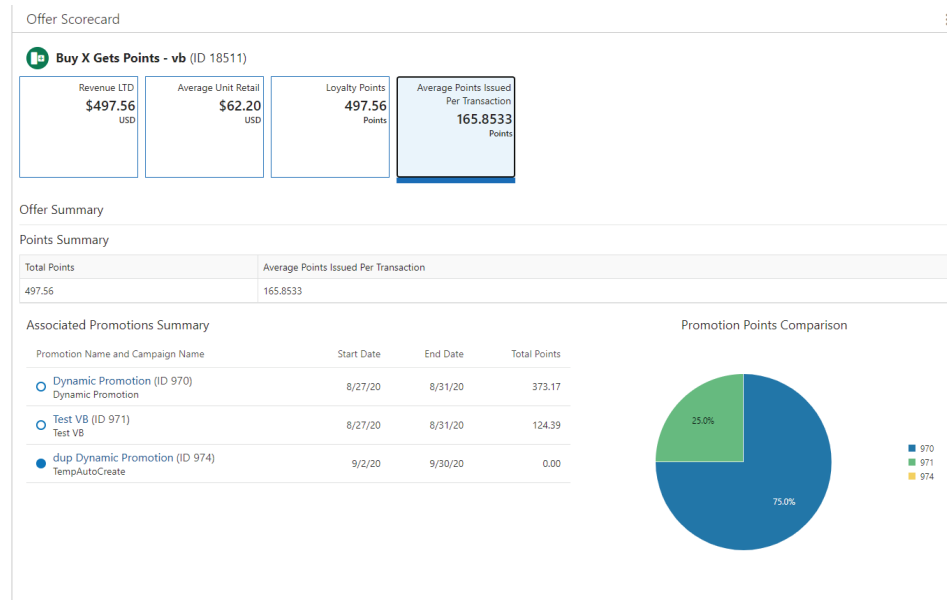 Offer Scorecard
Buy X Gets Points - vb (ID 18511)
Revenue LTD
$497.56
USD
Average Unit Retail
$62.20
USD
Loyalty Points
497.56
Points
Average Points Issued
Per Transaction
165.8533
Points
Offer Summary
Points Summary
Total Points Average Points Issued Per Transaction
497.56 165.8533
Associated Promotions Summary
Promotion Name and Campaign Name Start Date End Date Total Points
Dynamic Promotion (ID 970)
Dynamic Promotion
8/27/20 8/31/20 373.17
Test VB (ID 971)
Test VB
8/27/20 8/31/20 124.39
dup Dynamic Promotion (ID 974)
TempAutoCreate
9/2/20 9/30/20 0.00
Promotion Points Comparison
25.0%
75.0%
970
971
974